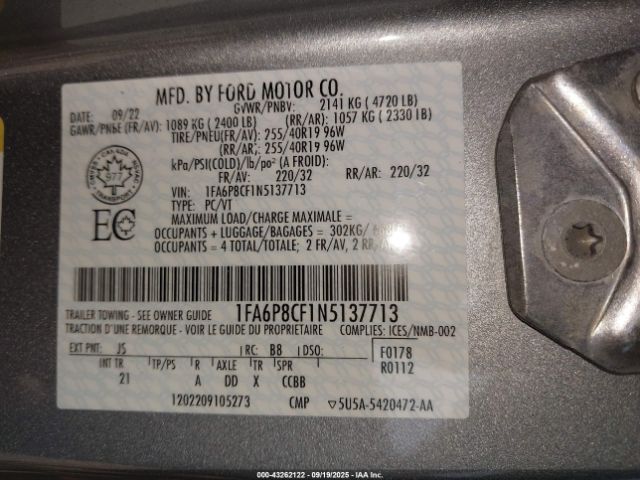 MFD. BY FORD MOTOR CO.
DATE: 09/22 GVWR/PNBV: 2141 KG ( 4720 LB)
GAWR/PNBE (FR/AV): 1089 KG ( 2400 LB) (RR/AR): 1057 KG ( 2330 LB)
TIRE/PNEU(FR/AV): 255/40R19 96W
(RR/AR): 255/40R19 96W
kPa/PSI(COLD)/lb/po² (A FROID):
FR/AV: 220/32 RR/AR: 220/32
VIN: 1FA6P8CF1N5137713
TYPE: PC/VT
MAXIMUM LOAD/CHARGE MAXIMALE =
OCCUPANTS + LUGGAGE/BAGAGES = 302KG/
OCCUPANTS = 4 TOTAL/TOTALE; 2 FR/AV, 2 RR/
CANADA
TRANSPORT
977
EC
TRAILER TOWING - SEE OWNER GUIDE 1FA6P8CF1N5137713
TRACTION D'UNE REMORQUE - VOIR LE GUIDE DU PROPRIETAIRE COMPLIES: ICES/NMB-002
EXT PNT: JS RC: B8 DSO: F0178
INT TR TP/PS R AXLE TR SPR R0112
21 A DD X CCBB
1202209105273 CMP ▽5U5A-5420472-AA
000-43262122 - 09/19/2025 - IAA Inc.